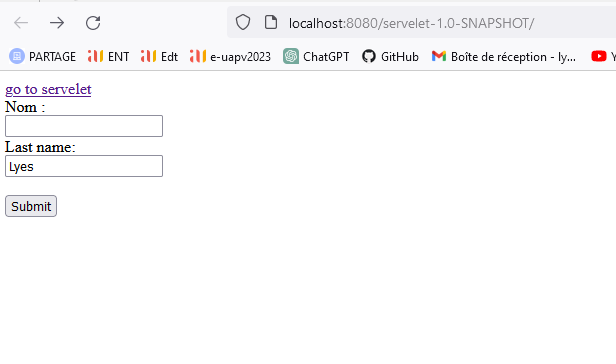 localhost:8080/servelet-1.0-SNAPSHOT/
PARTAGE ENT Edt e-uapv2023 ChatGPT GitHub Boîte de réception - ly... Y
go to servelet
Nom :
Last name:
Lyes
Submit